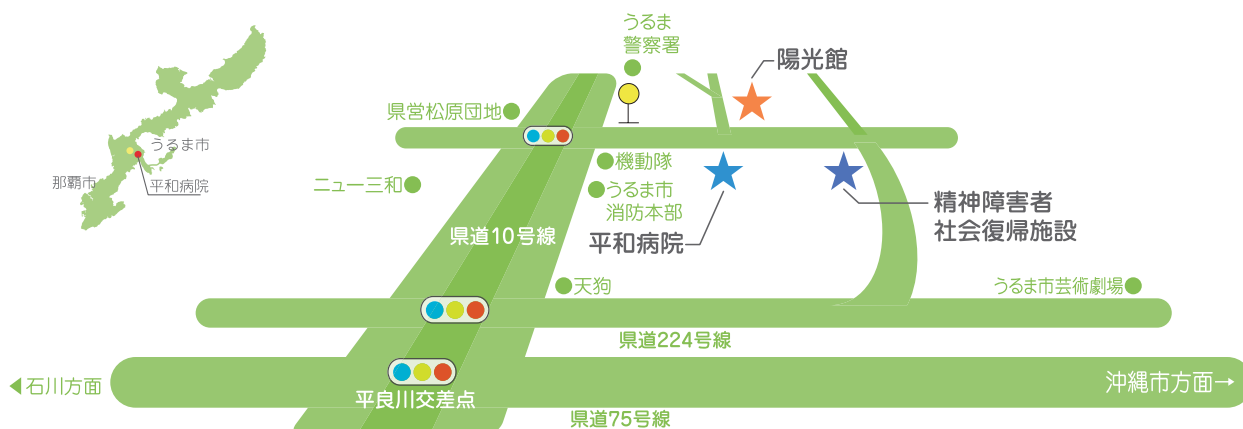 うるま
警察署
陽光館
県営松原団地
機動隊
うるま市
那覇市
平和病院
ニュー三和
うるま市
消防本部
平和病院
精神障害者
社会復帰施設
県道10号線
天狗
うるま市芸術劇場
県道224号線
石川方面
平良川交差点
沖縄市方面→
県道75号線